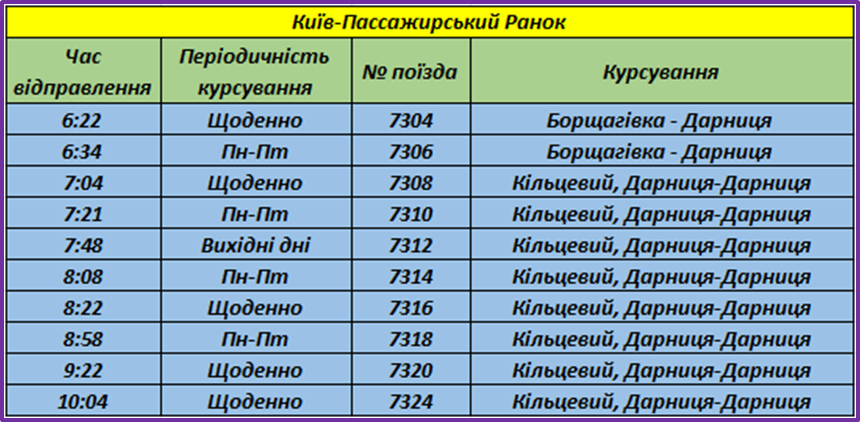 Київ-Пассажирський Ранок
Час відправлення Періодичність курсування № поїзда Курсування
6:22 Щоденно 7304 Борщагівка - Дарниця
6:34 Пн-Пт 7306 Борщагівка - Дарниця
7:04 Щоденно 7308 Кільцевий, Дарниця-Дарниця
7:21 Пн-Пт 7310 Кільцевий, Дарниця-Дарниця
7:48 Вихідні дні 7312 Кільцевий, Дарниця-Дарниця
8:08 Пн-Пт 7314 Кільцевий, Дарниця-Дарниця
8:22 Щоденно 7316 Кільцевий, Дарниця-Дарниця
8:58 Пн-Пт 7318 Кільцевий, Дарниця-Дарниця
9:22 Щоденно 7320 Кільцевий, Дарниця-Дарниця
10:04 Щоденно 7324 Кільцевий, Дарниця-Дарниця